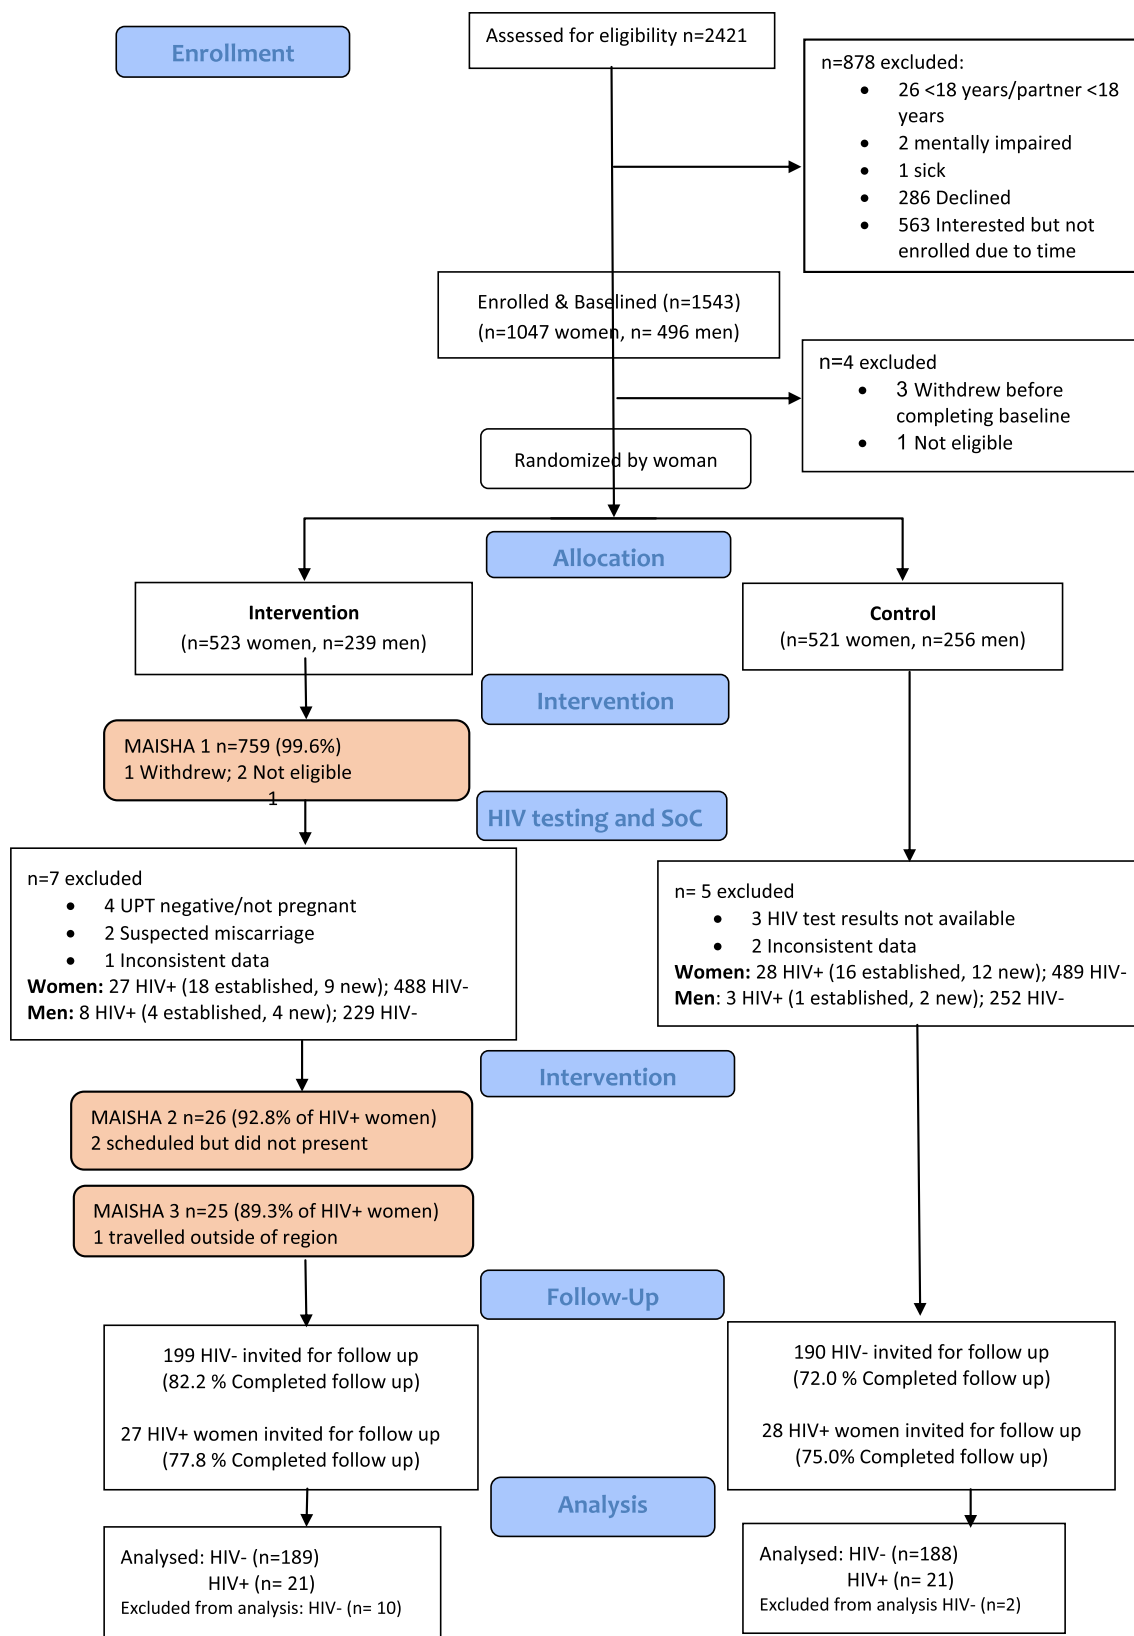 Enrollment
Assessed for eligibility n=2421
n=878 excluded:
• 26 <18 years/partner <18
years
• 2 mentally impaired
• 1 sick
• 286 Declined
• 563 Interested but not
enrolled due to time
Enrolled & Baselined (n=1543)
(n=1047 women, n= 496 men)
n=4 excluded
• 3 Withdrew before
completing baseline
• 1 Not eligible
Randomized by woman
Allocation
Intervention
(n=523 women, n=239 men)
Control
(n=521 women, n=256 men)
Intervention
MAISHA 1 n=759 (99.6%)
1 Withdrew; 2 Not eligible
1
HIV testing and SoC
n=7 excluded
• 4 UPT negative/not pregnant
• 2 Suspected miscarriage
• 1 Inconsistent data
Women: 27 HIV+ (18 established, 9 new); 488 HIV-
Men: 8 HIV+ (4 established, 4 new); 229 HIV-
n= 5 excluded
• 3 HIV test results not available
• 2 Inconsistent data
Women: 28 HIV+ (16 established, 12 new); 489 HIV-
Men: 3 HIV+ (1 established, 2 new); 252 HIV-
Intervention
MAISHA 2 n=26 (92.8% of HIV+ women)
2 scheduled but did not present
MAISHA 3 n=25 (89.3% of HIV+ women)
1 travelled outside of region
Follow-Up
199 HIV- invited for follow up
(82.2 % Completed follow up)
27 HIV+ women invited for follow up
(77.8 % Completed follow up)
190 HIV- invited for follow up
(72.0 % Completed follow up)
28 HIV+ women invited for follow up
(75.0% Completed follow up)
Analysis
Analysed: HIV- (n=189)
HIV+ (n= 21)
Excluded from analysis: HIV- (n= 10)
Analysed: HIV- (n=188)
HIV+ (n= 21)
Excluded from analysis HIV- (n=2)